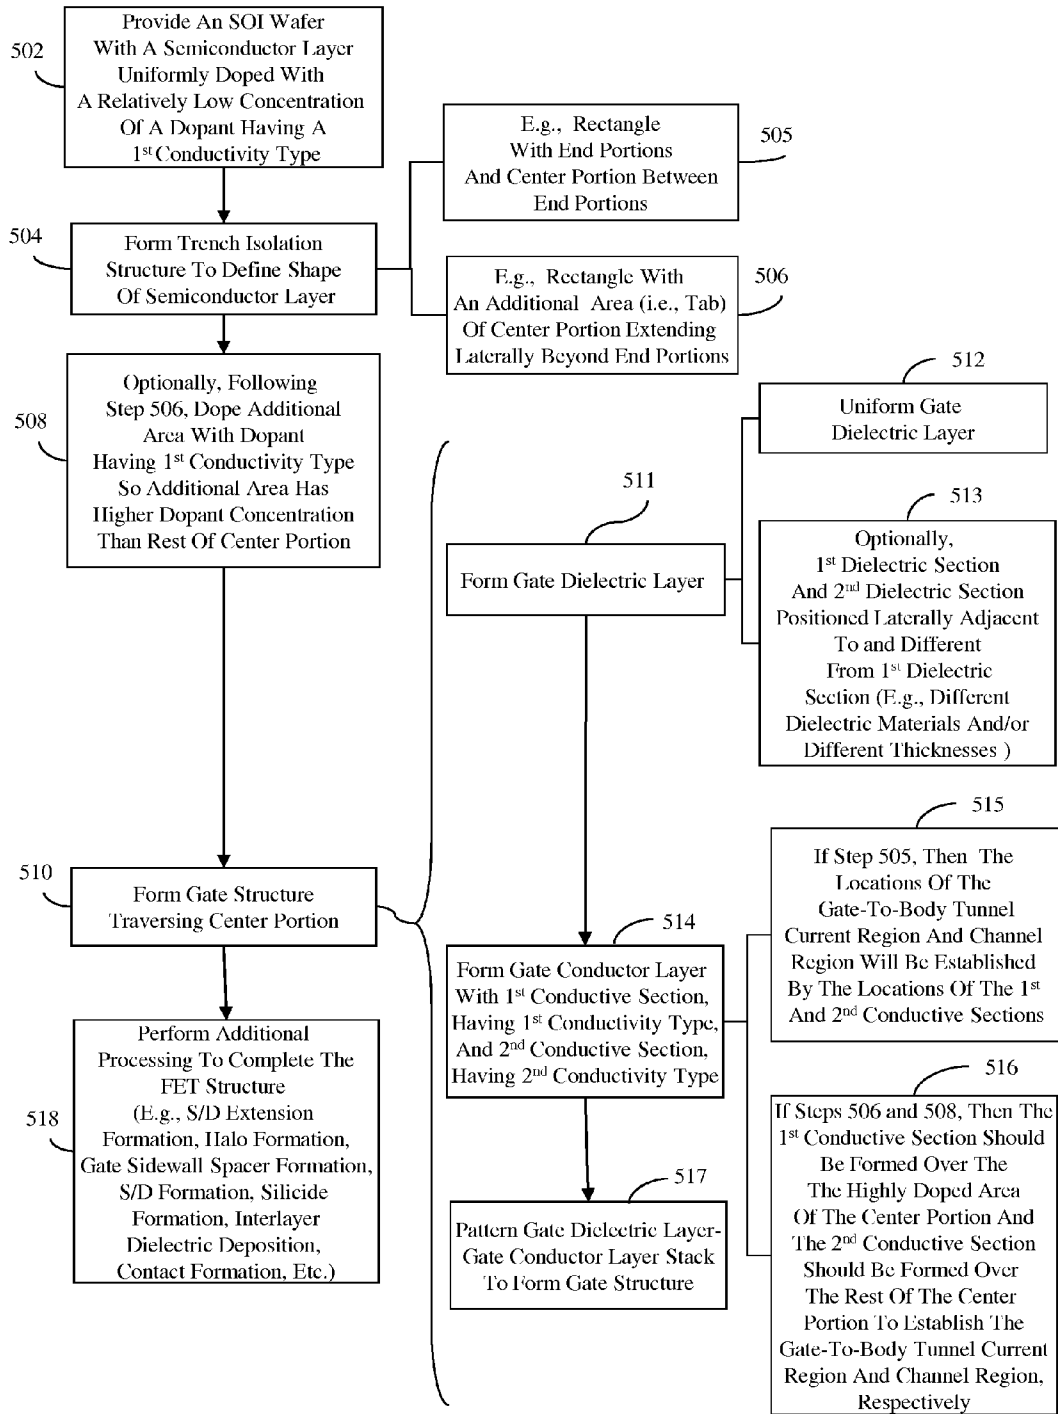 502
Provide An SOI Wafer
With A Semiconductor Layer
Uniformly Doped With
A Relatively Low Concentration
Of A Dopant Having A
1st Conductivity Type
504
Form Trench Isolation
Structure To Define Shape
Of Semiconductor Layer
505
E.g., Rectangle
With End Portions
And Center Portion Between
End Portions
506
E.g., Rectangle With
An Additional Area (i.e., Tab)
Of Center Portion Extending
Laterally Beyond End Portions
508
Optionally, Following
Step 506, Dope Additional
Area With Dopant
Having 1st Conductivity Type
So Additional Area Has
Higher Dopant Concentration
Than Rest Of Center Portion
510
Form Gate Structure
Traversing Center Portion
511
Form Gate Dielectric Layer
512
Uniform Gate
Dielectric Layer
513
Optionally,
1st Dielectric Section
And 2nd Dielectric Section
Positioned Laterally Adjacent
To and Different
From 1st Dielectric
Section (E.g., Different
Dielectric Materials And/or
Different Thicknesses )
514
Form Gate Conductor Layer
With 1st Conductive Section,
Having 1st Conductivity Type,
And 2nd Conductive Section,
Having 2nd Conductivity Type
515
If Step 505, Then The
Locations Of The
Gate-To-Body Tunnel
Current Region And Channel
Region Will Be Established
By The Locations Of The 1st
And 2nd Conductive Sections
516
If Steps 506 and 508, Then The
1st Conductive Section Should
Be Formed Over The
The Highly Doped Area
Of The Center Portion And
The 2nd Conductive Section
Should Be Formed Over
The Rest Of The Center
Portion To Establish The
Gate-To-Body Tunnel Current
Region And Channel Region,
Respectively
517
Pattern Gate Dielectric Layer-
Gate Conductor Layer Stack
To Form Gate Structure
518
Perform Additional
Processing To Complete The
FET Structure
(E.g., S/D Extension
Formation, Halo Formation,
Gate Sidewall Spacer Formation,
S/D Formation, Silicide
Formation, Interlayer
Dielectric Deposition,
Contact Formation, Etc.)